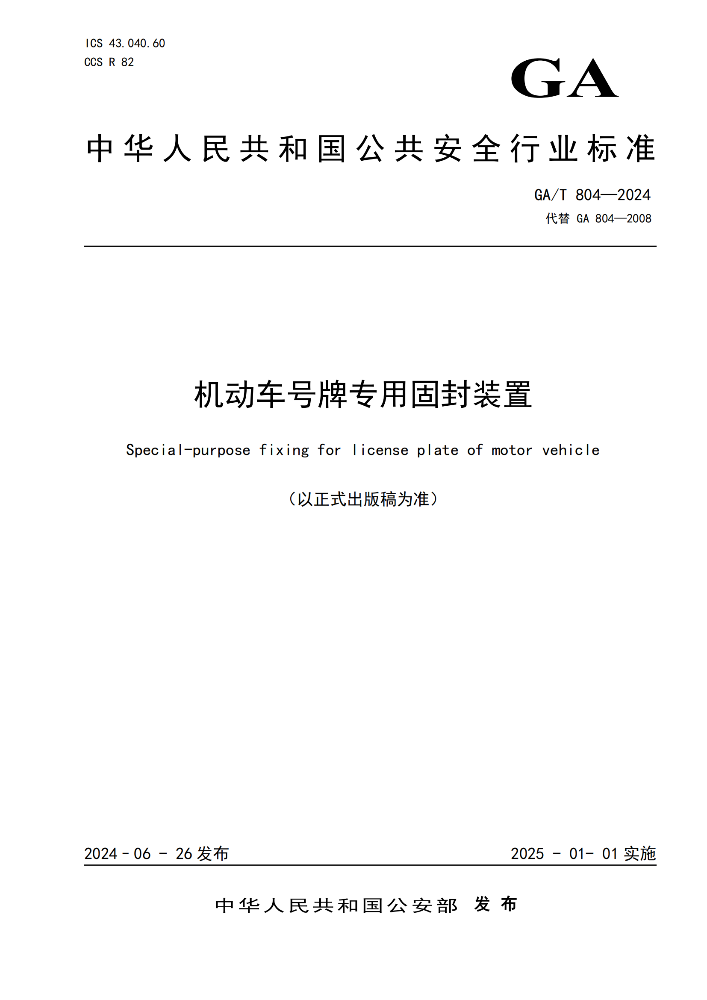 ICS 43.040.60
CCS R 82
GA
中华人民共和国公共安全行业标准
GA/T 804—2024
代替 GA 804—2008
机动车号牌专用固封装置
Special-purpose fixing for license plate of motor vehicle
（以正式出版稿为准）
2024 - 06 - 26 发布
2025 - 01 - 01 实施
中华人民共和国公安部 发布